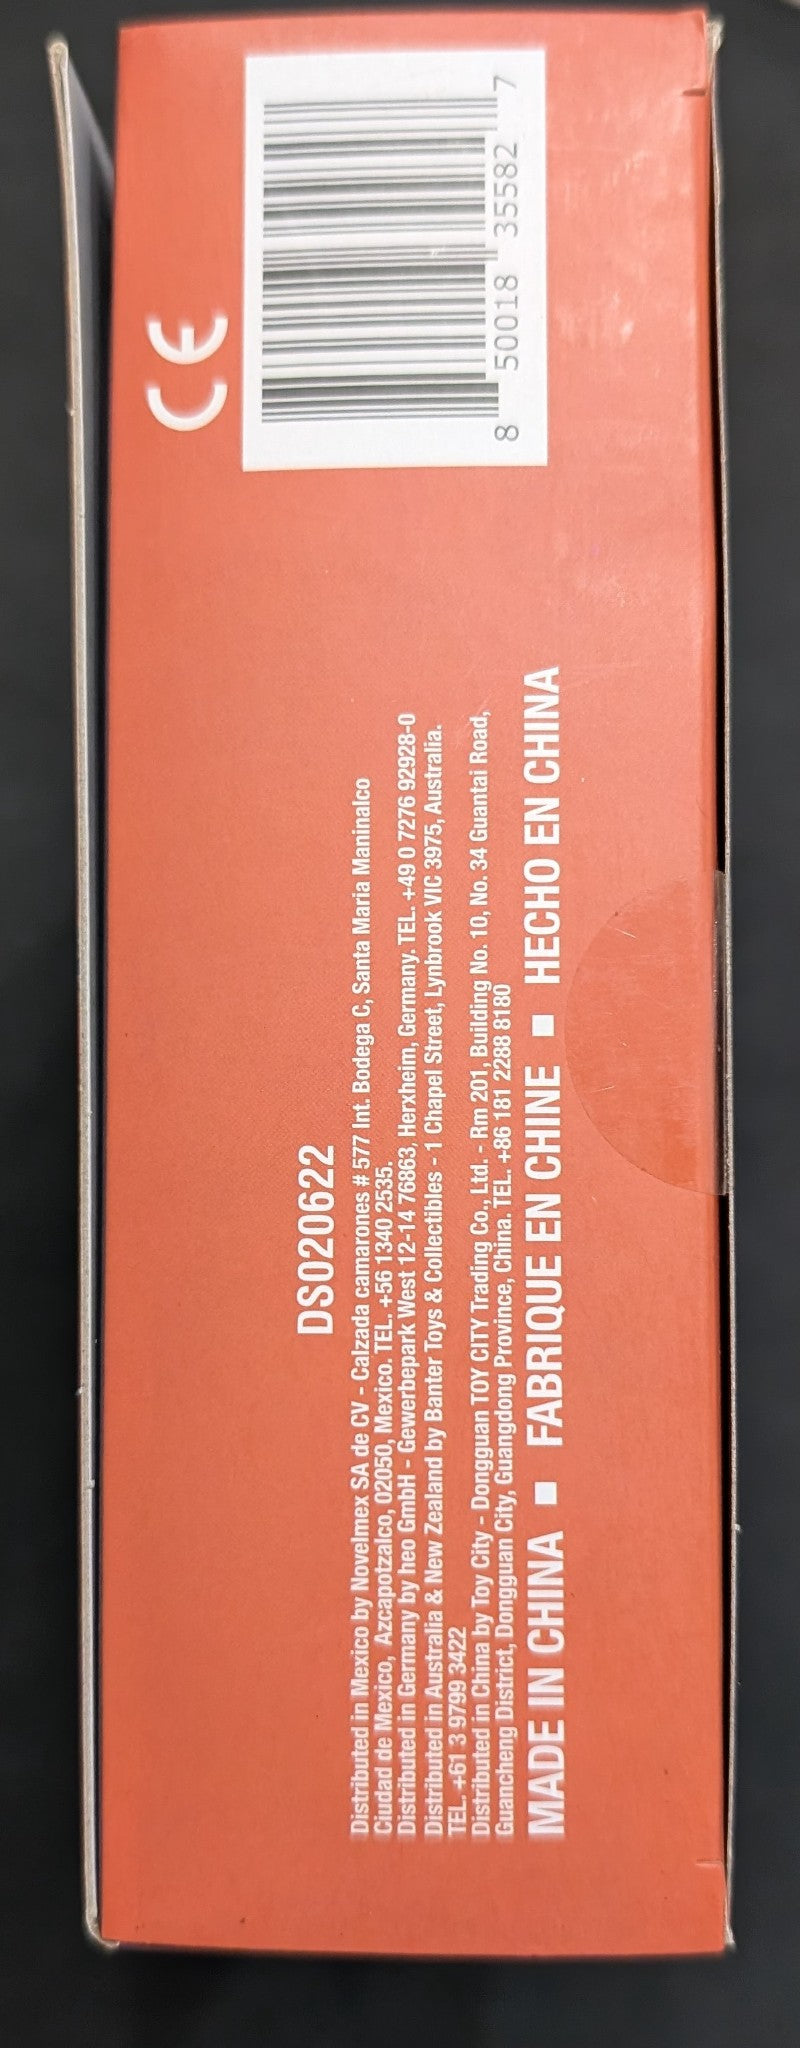 CE
8 50018 35582 7
DS020622
Distributed in Mexico by Novelmex SA de CV - Calzada camarones # 577 Int. Bodega C, Santa Maria Maninalco
Ciudad de Mexico, Azcapotzalco, 02050, Mexico. TEL. +56 1340 2535.
Distributed in Germany by heo GmbH - Gewerbepark West 12-14 76863, Herxheim, Germany. TEL. +49 0 7276 92928-0
Distributed in Australia & New Zealand by Banter Toys & Collectibles - 1 Chapel Street, Lynbrook VIC 3975, Australia.
TEL. +61 3 9799 3422
Distributed in China by Toy City - Dongguan TOY CITY Trading Co., Ltd. - Rm 201, Building No. 10, No. 34 Guantai Road,
Guancheng District, Dongguan City, Guangdong Province, China. TEL. +86 181 2288 8180
MADE IN CHINA ■ FABRIQUE EN CHINE ■ HECHO EN CHINA